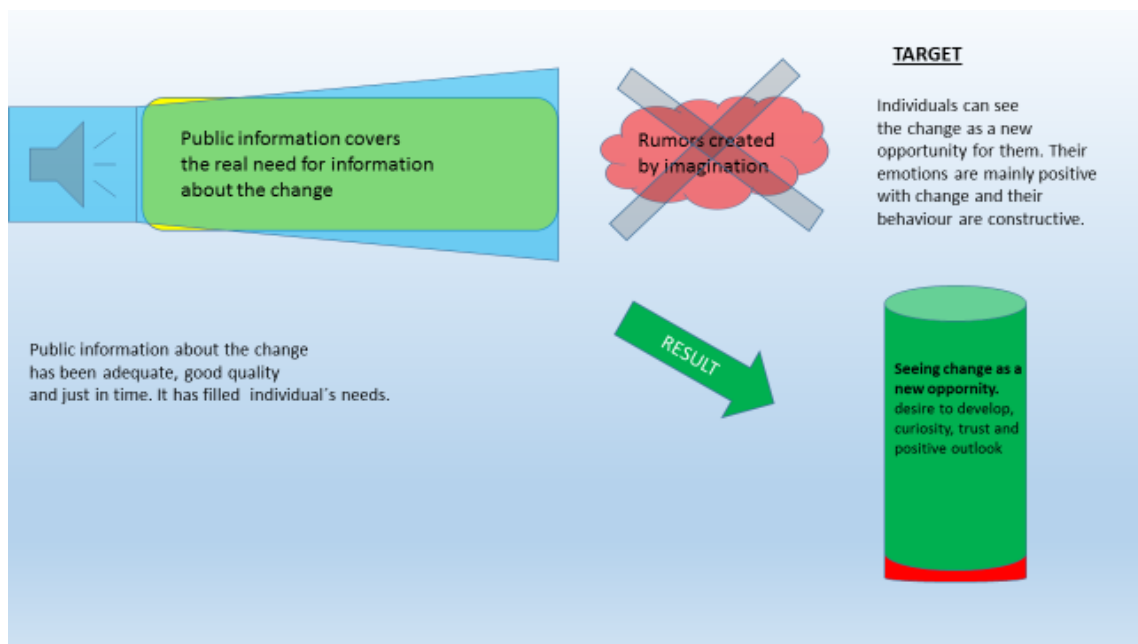 Public information covers
the real need for information
about the change
Rumors created
by imagination
TARGET
Individuals can see
the change as a new
opportunity for them. Their
emotions are mainly positive
with change and their
behaviour are constructive.
Public information about the change
has been adequate, good quality
and just in time. It has filled  individual´s needs.
RESULT
Seeing change as a
new opportnity.
desire to develop,
curiosity, trust and
positive outlook